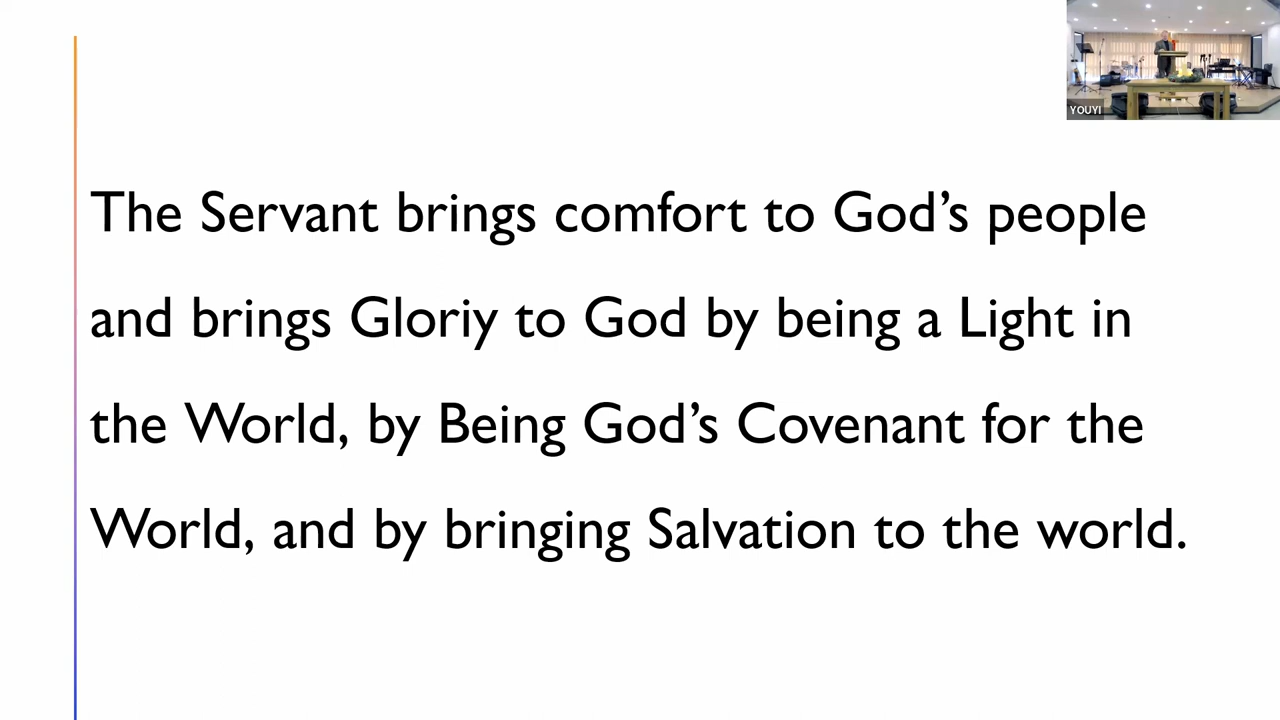 YOUYI
The Servant brings comfort to God’s people
and brings Gloriy to God by being a Light in
the World, by Being God’s Covenant for the
World, and by bringing Salvation to the world.